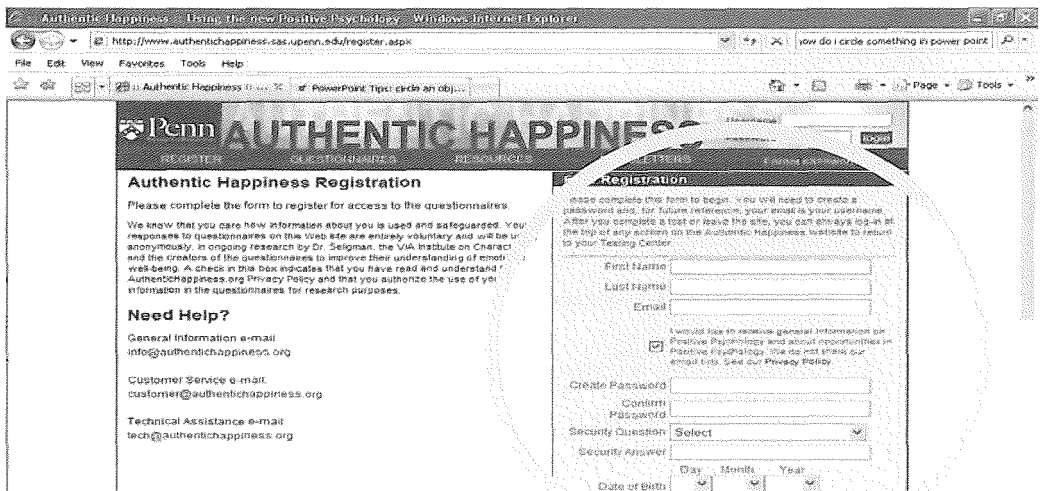 Authentic Happiness :: Using the new Positive Psychology - Windows Internet Explorer
http://www.authentichappiness.sas.upenn.edu/register.aspx
how do i circle something in power point
File Edit View Favorites Tools Help
Authentic Happiness :: ... PowerPoint Tips: circle an obj...
Page Tools
Penn AUTHENTIC HAPPINESS
Username
login
REGISTER QUESTIONNAIRES RESOURCES
Authentic Happiness Registration
Please complete the form to register for access to the questionnaires
We know that you care how information about you is used and safeguarded. You
responses to questionnaires on this Web site are entirely voluntary and will be u
anonymously, in ongoing research by Dr. Seligman, the VIA Institute on Charact
and the creators of the questionnaires to improve their understanding of emoti
well-being. A check in this box indicates that you have read and understand
AuthenticHappiness.org Privacy Policy and that you authorize the use of yo
information in the questionnaires for research purposes.
Need Help?
General Information e-mail
info@authentichappiness.org
Customer Service e-mail
customer@authentichappiness.org
Technical Assistance e-mail
tech@authentichappiness.org
Registration
Please complete this form to begin. You will need to create a
password and, for future reference, your email is your username.
After you complete a test or leave the site, you can always log-in at
the top of any screen on the Authentic Happiness website to return
to your Testing Center.
First Name
Last Name
Email
I would like to receive general information on
Positive Psychology and about opportunities in
Positive Psychology. We do not share our
email lists. See our Privacy Policy.
Create Password
Confirm
Password
Security Question Select
Security Answer
Day Month Year
Date of Birth